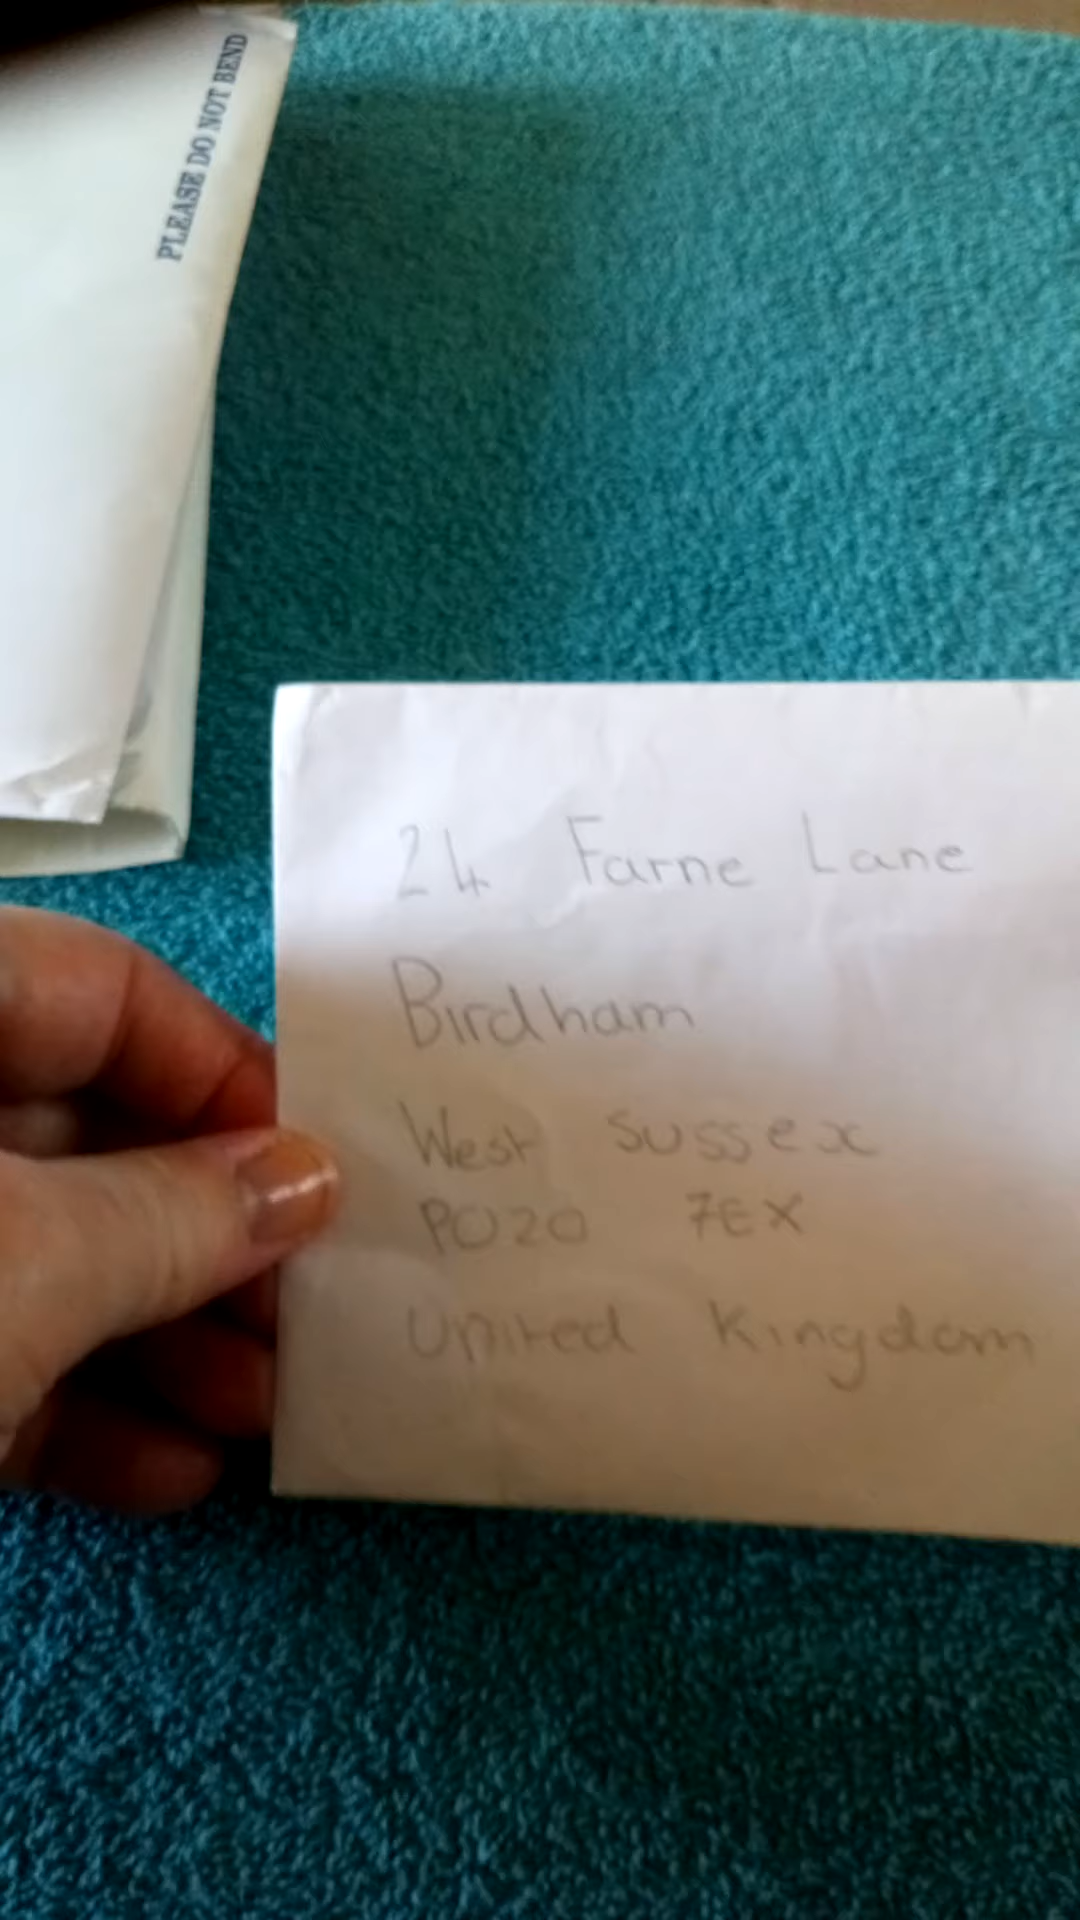 PLEASE DO NOT BEND
24 Farne Lane
Birdham
West Sussex
PO20 7EX
United Kingdom